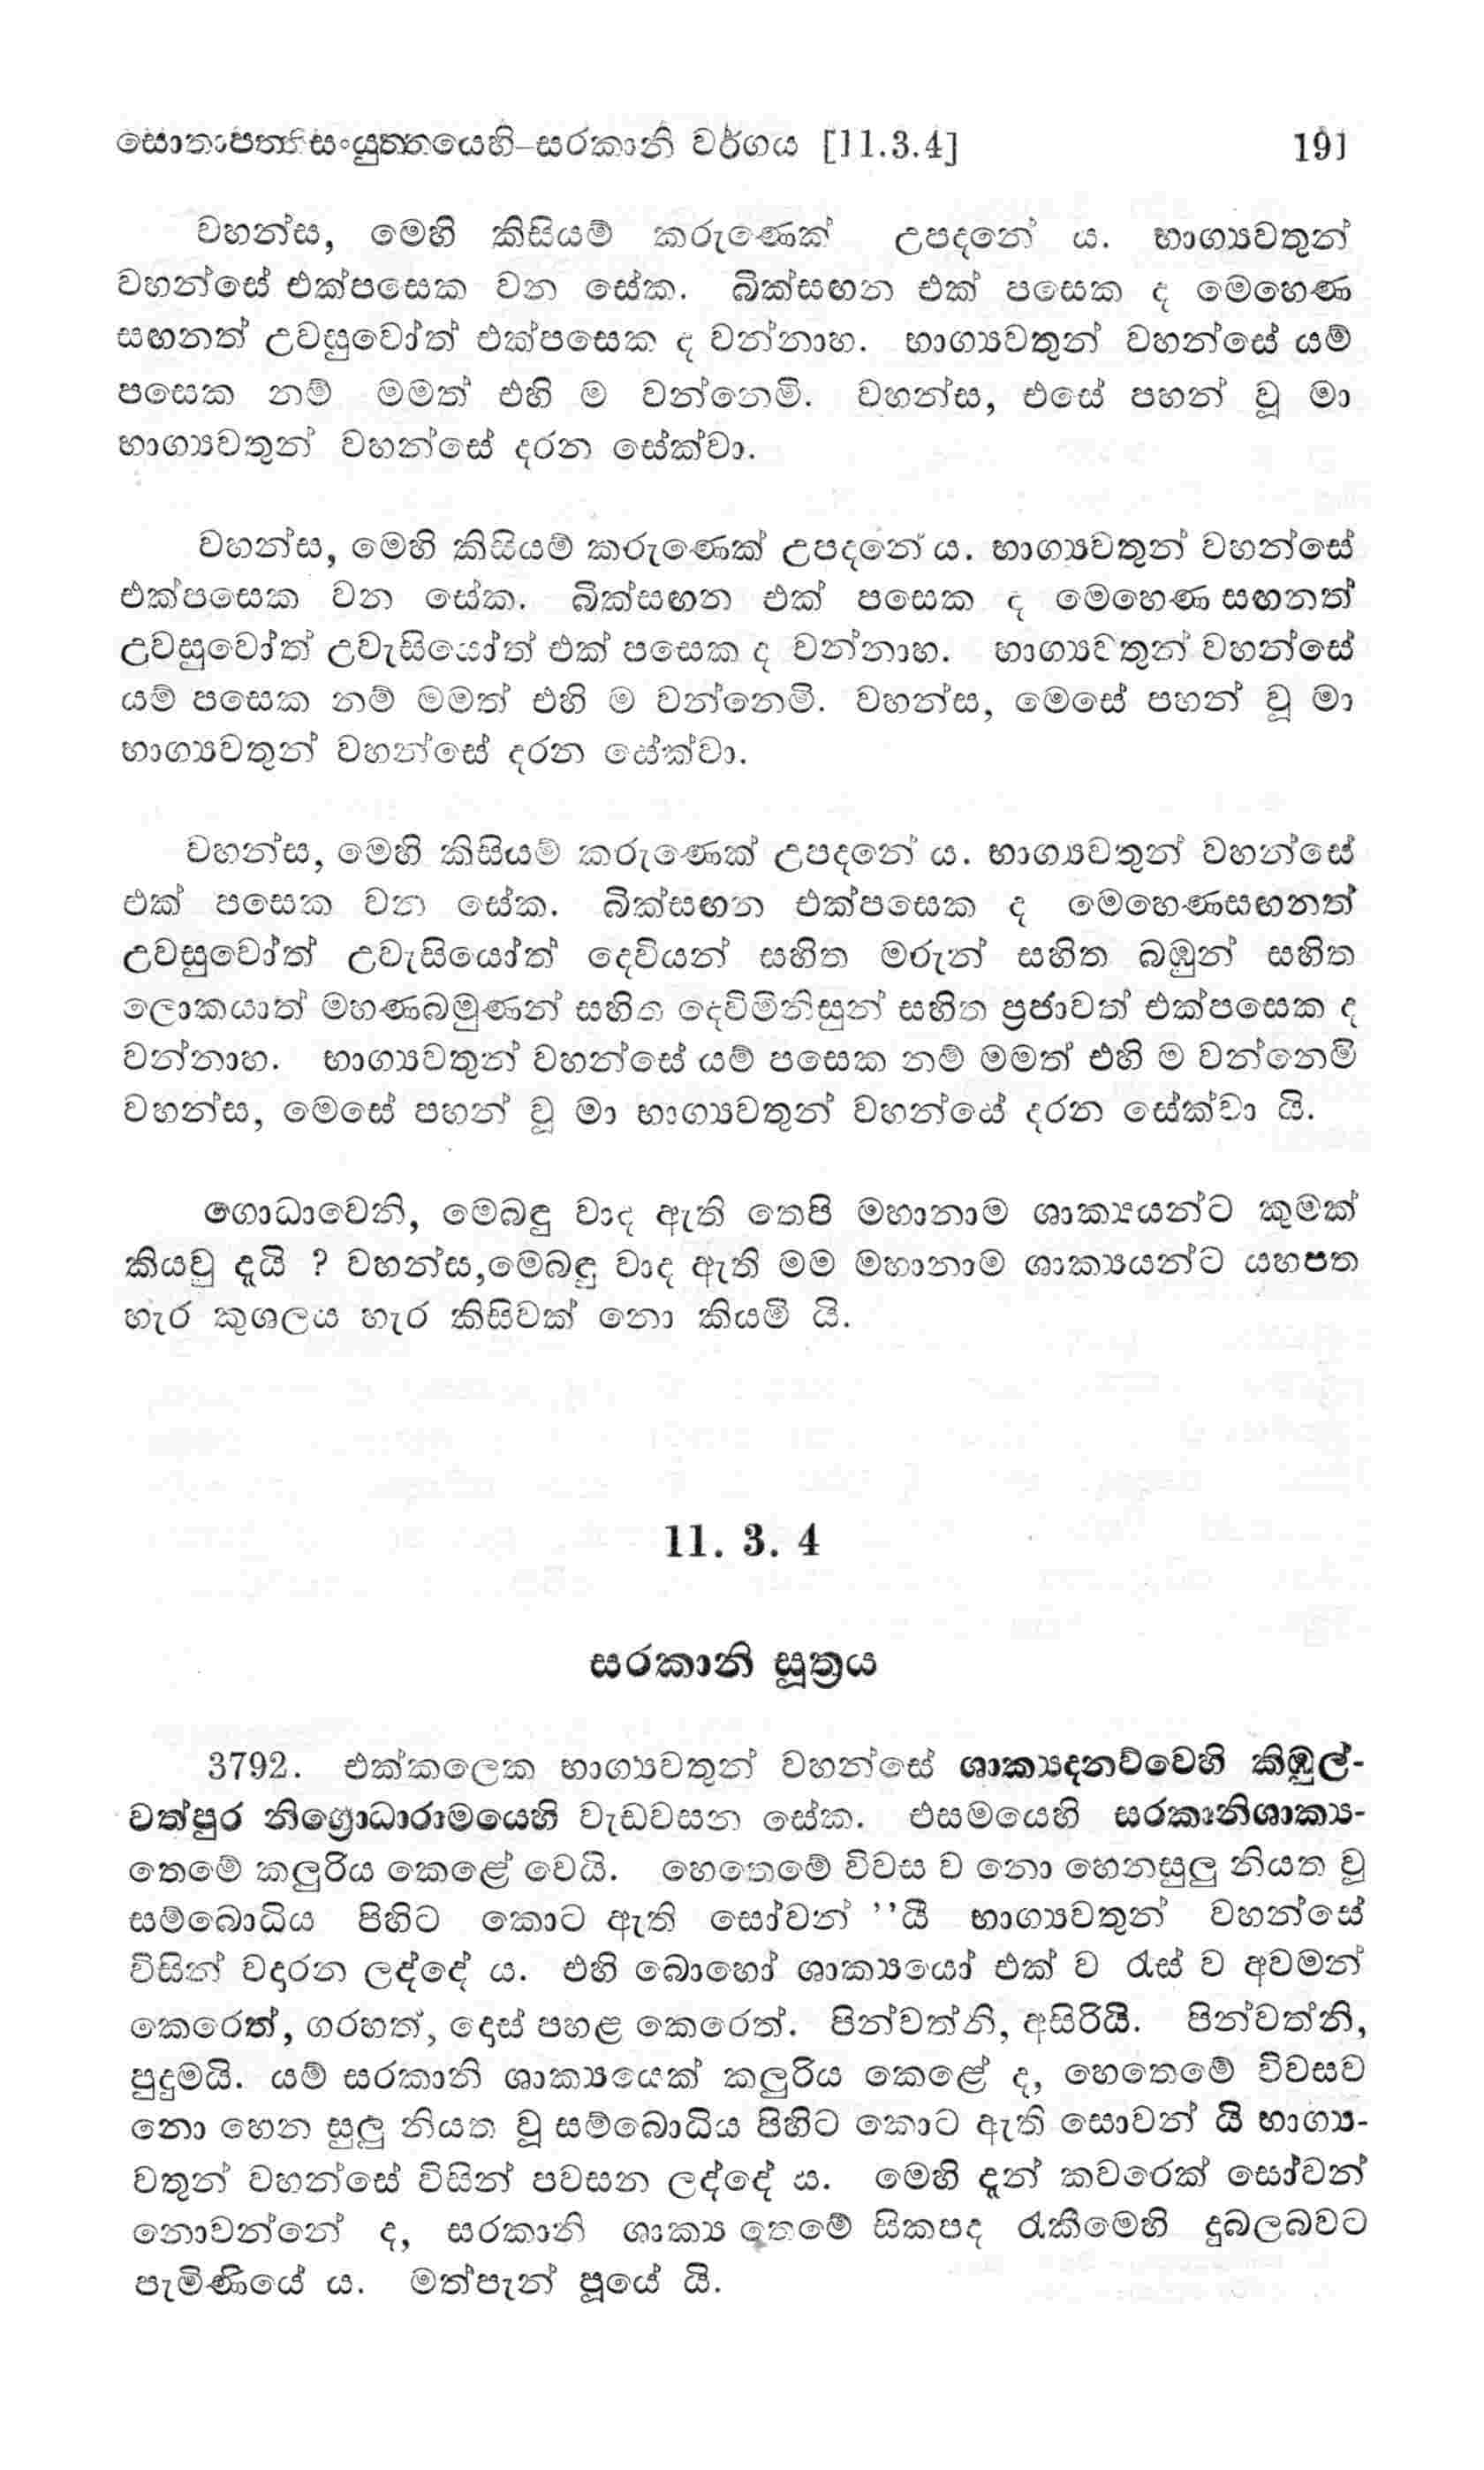 සොතාපත්තිසංයුත්තයෙහි–සරකානි වර්ගය [11.3.4] 191
වහන්ස, මෙහි කිසියම් කරුණෙක් උපදනේ ය. භාග්‍යවතුන්
වහන්සේ එක්පසෙක වන සේක. බික්සඟන එක් පසෙක ද මෙහෙණ
සඟනත් උවසුවෝත් එක්පසෙක ද වන්නාහ. භාග්‍යවතුන් වහන්සේ යම්
පසෙක නම් මමත් එහි ම වන්නෙමි. වහන්ස, එසේ පහන් වූ මා
භාග්‍යවතුන් වහන්සේ දරන සේක්වා.
වහන්ස, මෙහි කිසියම් කරුණෙක් උපදනේ ය. භාග්‍යවතුන් වහන්සේ
එක්පසෙක වන සේක. බික්සඟන එක් පසෙක ද මෙහෙණ සඟනත්
උවසුවෝත් උවැසියෝත් එක් පසෙක ද වන්නාහ. භාග්‍යවතුන් වහන්සේ
යම් පසෙක නම් මමත් එහි ම වන්නෙමි. වහන්ස, මෙසේ පහන් වූ මා
භාග්‍යවතුන් වහන්සේ දරන සේක්වා.
වහන්ස, මෙහි කිසියම් කරුණෙක් උපදනේ ය. භාග්‍යවතුන් වහන්සේ
එක් පසෙක වන සේක. බික්සඟන එක්පසෙක ද මෙහෙණසඟනත්
උවසුවෝත් උවැසියෝත් දෙවියන් සහිත මරුන් සහිත බඹුන් සහිත
ලොකයාත් මහණබමුණන් සහිත දෙවිමිනිසුන් සහිත ප්‍රජාවත් එක්පසෙක ද
වන්නාහ. භාග්‍යවතුන් වහන්සේ යම් පසෙක නම් මමත් එහි ම වන්නෙමි
වහන්ස, මෙසේ පහන් වූ මා භාග්‍යවතුන් වහන්සේ දරන සේක්වා යි.
ගොධාවෙනි, මෙබඳු වාද ඇති තෙපි මහානාම ශාක්‍යයන්ට කුමක්
කියවු දැයි ? වහන්ස,මෙබඳු වාද ඇති මම මහානාම ශාක්‍යයන්ට යහපත
හැර කුශලය හැර කිසිවක් නො කියමි යි.
11. 3. 4
සරකානි සූත්‍රය
3792. එක්කලෙක භාග්‍යවතුන් වහන්සේ ශාක්‍යදනව්වෙහි කිඹුල්-
වත්පුර නිග්‍රොධාරාමයෙහි වැඩවසන සේක. එසමයෙහි සරකානිශාක්‍ය-
තෙමේ කලුරිය කෙළේ වෙයි. හෙතෙමේ විවස ව නො හෙනසුලු නියත වූ
සම්බොධිය පිහිට කොට ඇති සෝවන් ’’යී භාග්‍යවතුන් වහන්සේ
විසින් වදාරන ලද්දේ ය. එහි බොහෝ ශාක්‍යයෝ එක් ව රැස් ව අවමන්
කෙරෙත්, ගරහත්, දොස් පහළ කෙරෙත්. පින්වත්නි, අසිරියි. පින්වත්නි,
පුදුමයි. යම් සරකානි ශාක්‍යයෙක් කලුරිය කෙළේ ද, හෙතෙමේ විවසව
නො හෙන සුලු නියත වූ සම්බොධිය පිහිට කොට ඇති සොවන් යි භාග්‍ය-
වතුන් වහන්සේ විසින් පවසන ලද්දේ ය. මෙහි දැන් කවරෙක් සෝවන්
නොවන්නේ ද, සරකානි ශාක්‍ය තෙමේ සිකපද රැකීමෙහි දුබලබවට
පැමිණියේ ය. මත්පැන් පූයේ යි.